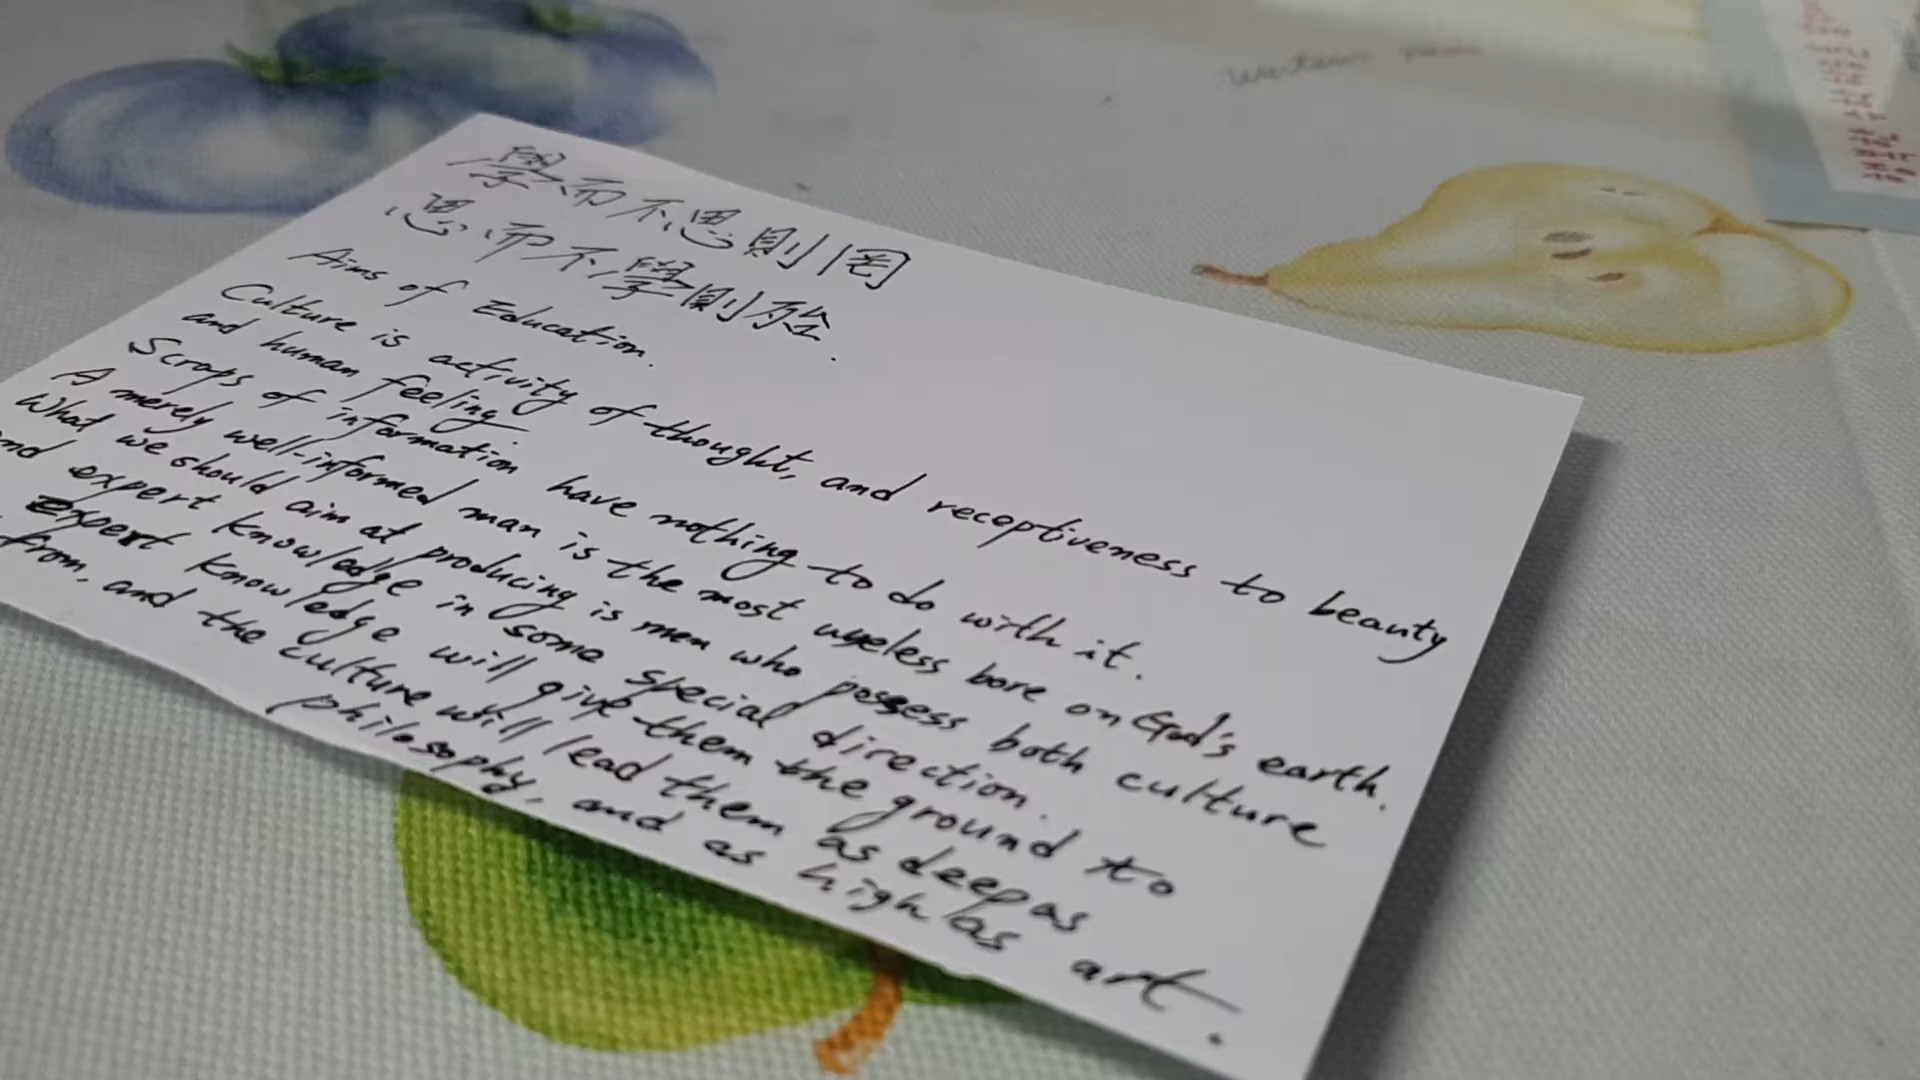 學而不思則罔
思而不學則殆.
Aims of Education.
Culture is activity of thought, and receptiveness to beauty
and human feeling.
Scraps of information have nothing to do with it.
A merely well-informed man is the most useless bore on God's earth.
What we should aim at producing is men who possess both culture
and expert knowledge in some special direction.
Expert knowledge will give them the ground to
from, and the culture will lead them as deep as
philosophy, and as high as art.